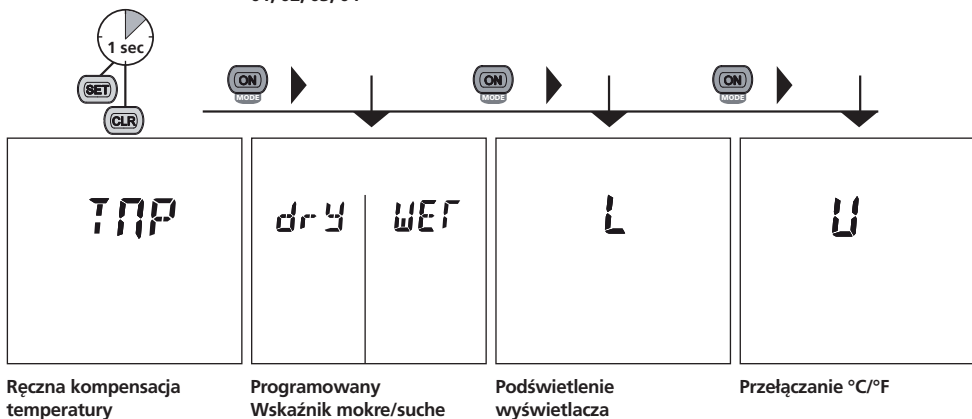 1 sec
SET
CLR
ON
MODE
ON
MODE
ON
MODE
TMP
dry
WET
L
U
Ręczna kompensacja
temperatury
Programowany
Wskaźnik mokre/suche
Podświetlenie
wyświetlacza
Przełączanie °C/°F